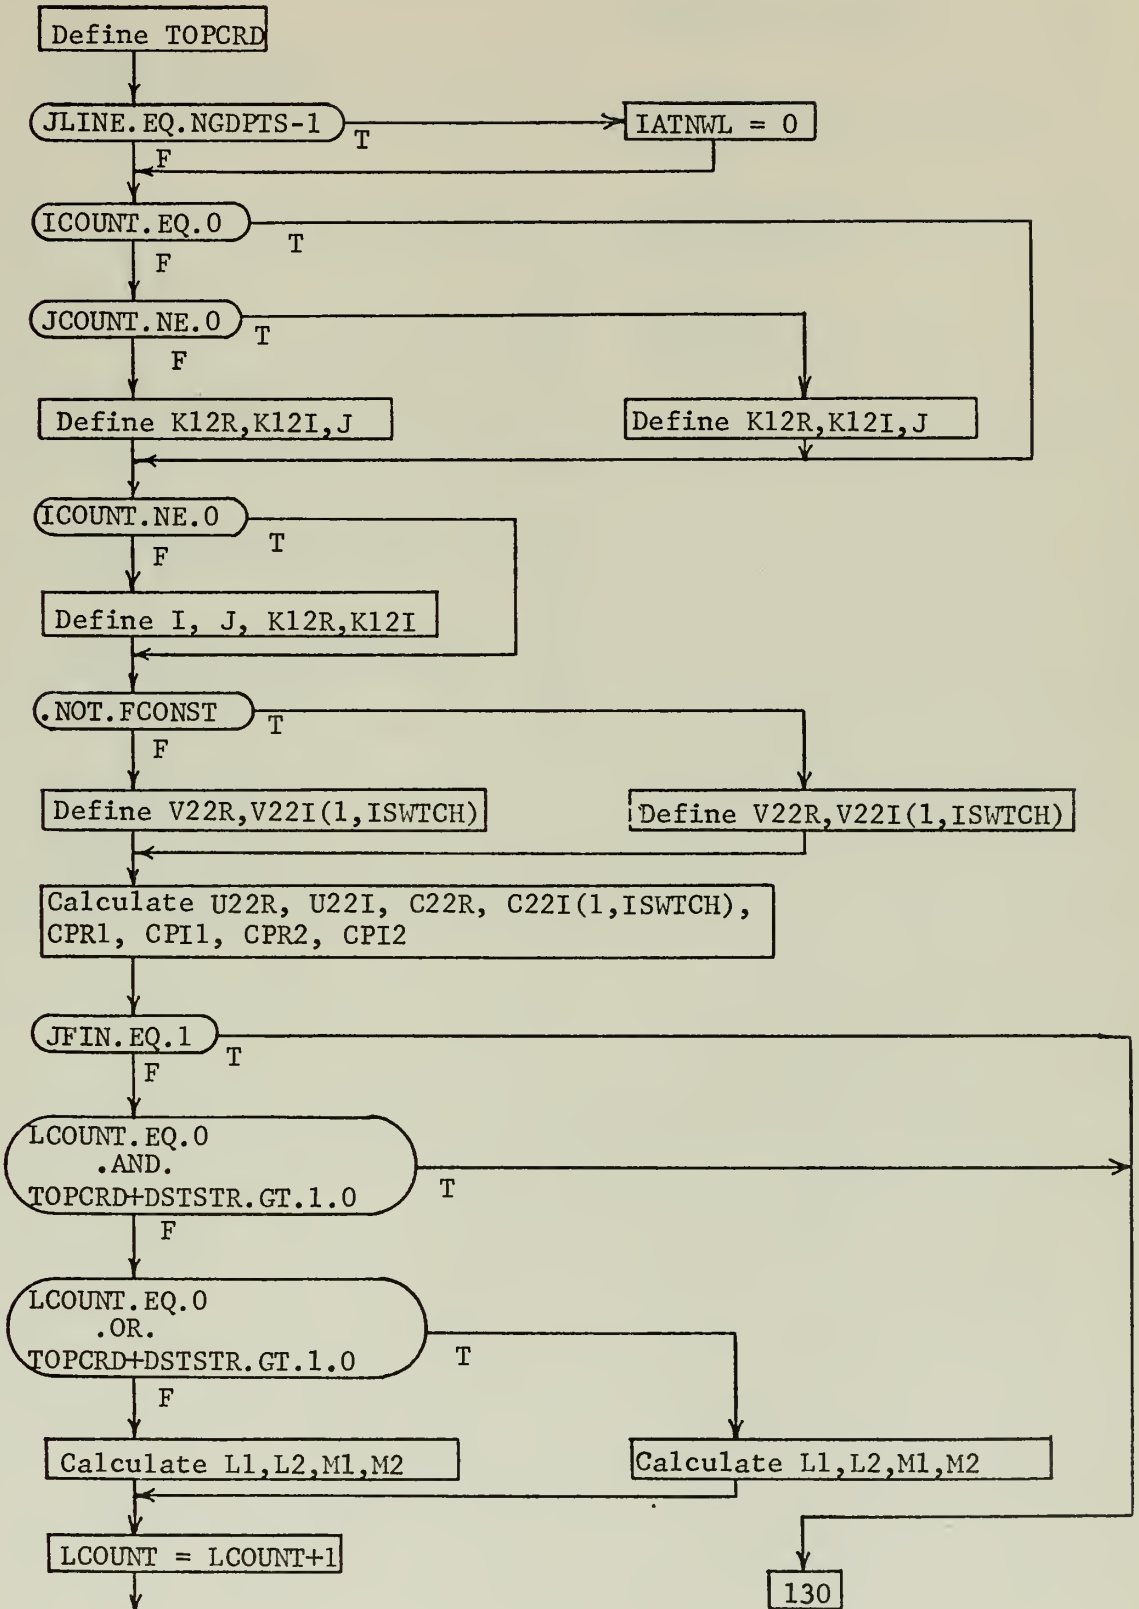 Define TOPCRD
JLINE.EQ.NGDPTS-1
T
IATNWL = 0
F
ICOUNT.EQ.0
T
F
JCOUNT.NE.0
T
F
Define K12R,K12I,J
Define K12R,K12I,J
ICOUNT.NE.0
T
F
Define I, J, K12R,K12I
.NOT.FCONST
T
F
Define V22R,V22I(1,ISWTCH)
Define V22R,V22I(1,ISWTCH)
Calculate U22R, U22I, C22R, C22I(1,ISWTCH),
CPR1, CPI1, CPR2, CPI2
JFIN.EQ.1
T
F
LCOUNT.EQ.0
.AND.
TOPCRD+DSTSTR.GT.1.0
T
F
LCOUNT.EQ.0
.OR.
TOPCRD+DSTSTR.GT.1.0
T
F
Calculate L1,L2,M1,M2
Calculate L1,L2,M1,M2
LCOUNT = LCOUNT+1
130